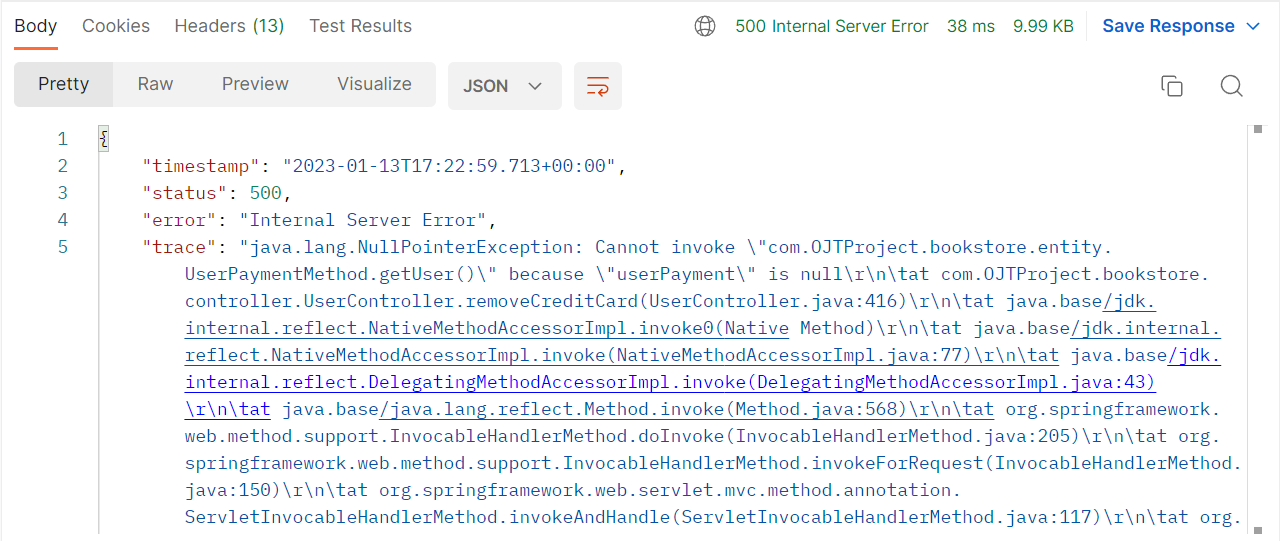 Body Cookies Headers (13) Test Results 500 Internal Server Error 38 ms 9.99 KB Save Response
Pretty Raw Preview Visualize JSON
1 {
2 "timestamp": "2023-01-13T17:22:59.713+00:00",
3 "status": 500,
4 "error": "Internal Server Error",
5 "trace": "java.lang.NullPointerException: Cannot invoke \"com.OJTProject.bookstore.entity.
UserPaymentMethod.getUser()\" because \"userPayment\" is null\r\n\tat com.OJTProject.bookstore.
controller.UserController.removeCreditCard(UserController.java:416)\r\n\tat java.base/jdk.
internal.reflect.NativeMethodAccessorImpl.invoke0(Native Method)\r\n\tat java.base/jdk.internal.
reflect.NativeMethodAccessorImpl.invoke(NativeMethodAccessorImpl.java:77)\r\n\tat java.base/jdk.
internal.reflect.DelegatingMethodAccessorImpl.invoke(DelegatingMethodAccessorImpl.java:43)
\r\n\tat java.base/java.lang.reflect.Method.invoke(Method.java:568)\r\n\tat org.springframework.
web.method.support.InvocableHandlerMethod.doInvoke(InvocableHandlerMethod.java:205)\r\n\tat org.
springframework.web.method.support.InvocableHandlerMethod.invokeForRequest(InvocableHandlerMethod.
java:150)\r\n\tat org.springframework.web.servlet.mvc.method.annotation.
ServletInvocableHandlerMethod.invokeAndHandle(ServletInvocableHandlerMethod.java:117)\r\n\tat org.